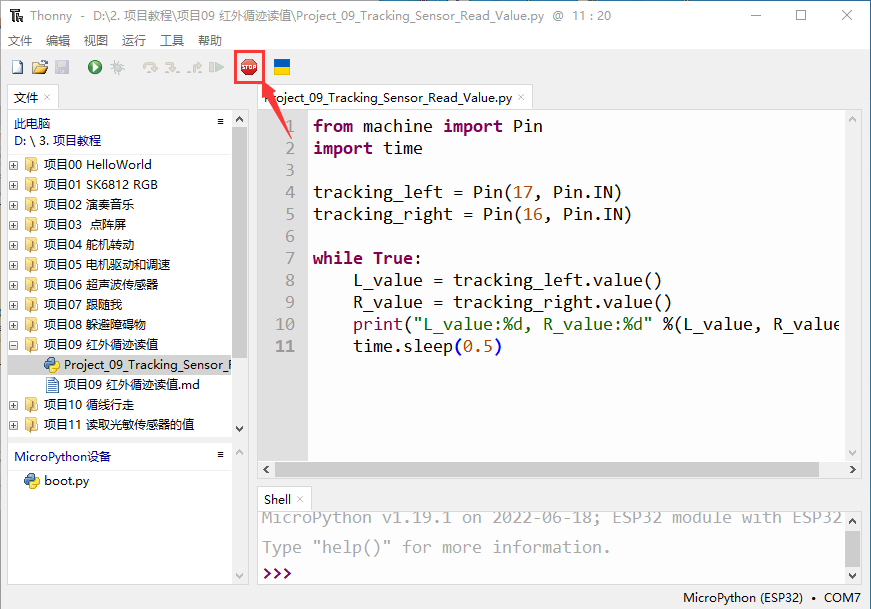 Thonny - D:\2. 项目教程\项目09 红外循迹读值\Project_09_Tracking_Sensor_Read_Value.py @ 11 : 20
文件 编辑 视图 运行 工具 帮助
STOP
文件
此电脑
D: \ 3. 项目教程
项目00 HelloWorld
项目01 SK6812 RGB
项目02 演奏音乐
项目03 点阵屏
项目04 舵机转动
项目05 电机驱动和调速
项目06 超声波传感器
项目07 跟随我
项目08 躲避障碍物
项目09 红外循迹读值
Project_09_Tracking_Sensor_R
项目09 红外循迹读值.md
项目10 循线行走
项目11 读取光敏传感器的值
MicroPython设备
boot.py
Project_09_Tracking_Sensor_Read_Value.py
1 from machine import Pin
2 import time
3
4 tracking_left = Pin(17, Pin.IN)
5 tracking_right = Pin(16, Pin.IN)
6
7 while True:
8 L_value = tracking_left.value()
9 R_value = tracking_right.value()
10 print("L_value:%d, R_value:%d" %(L_value, R_value
11 time.sleep(0.5)
Shell
MicroPython v1.19.1 on 2022-06-18; ESP32 module with ESP32
Type "help()" for more information.
>>>
MicroPython (ESP32) • COM7